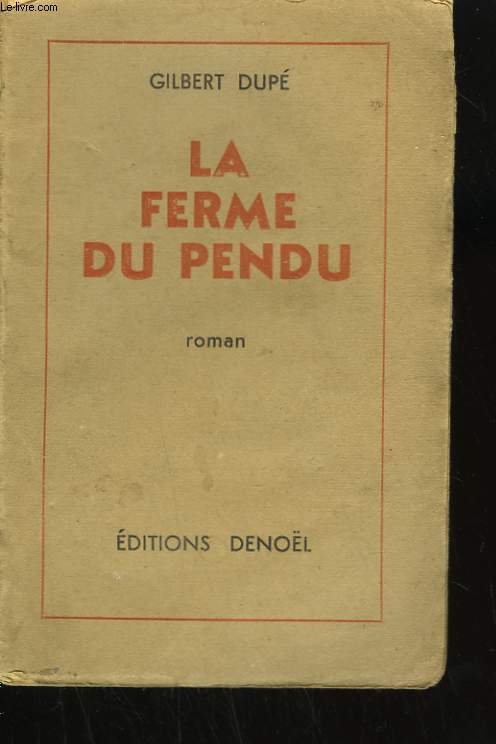 Le-livre.com
GILBERT DUPÉ
LA
FERME
DU PENDU
roman
ÉDITIONS DENOËL